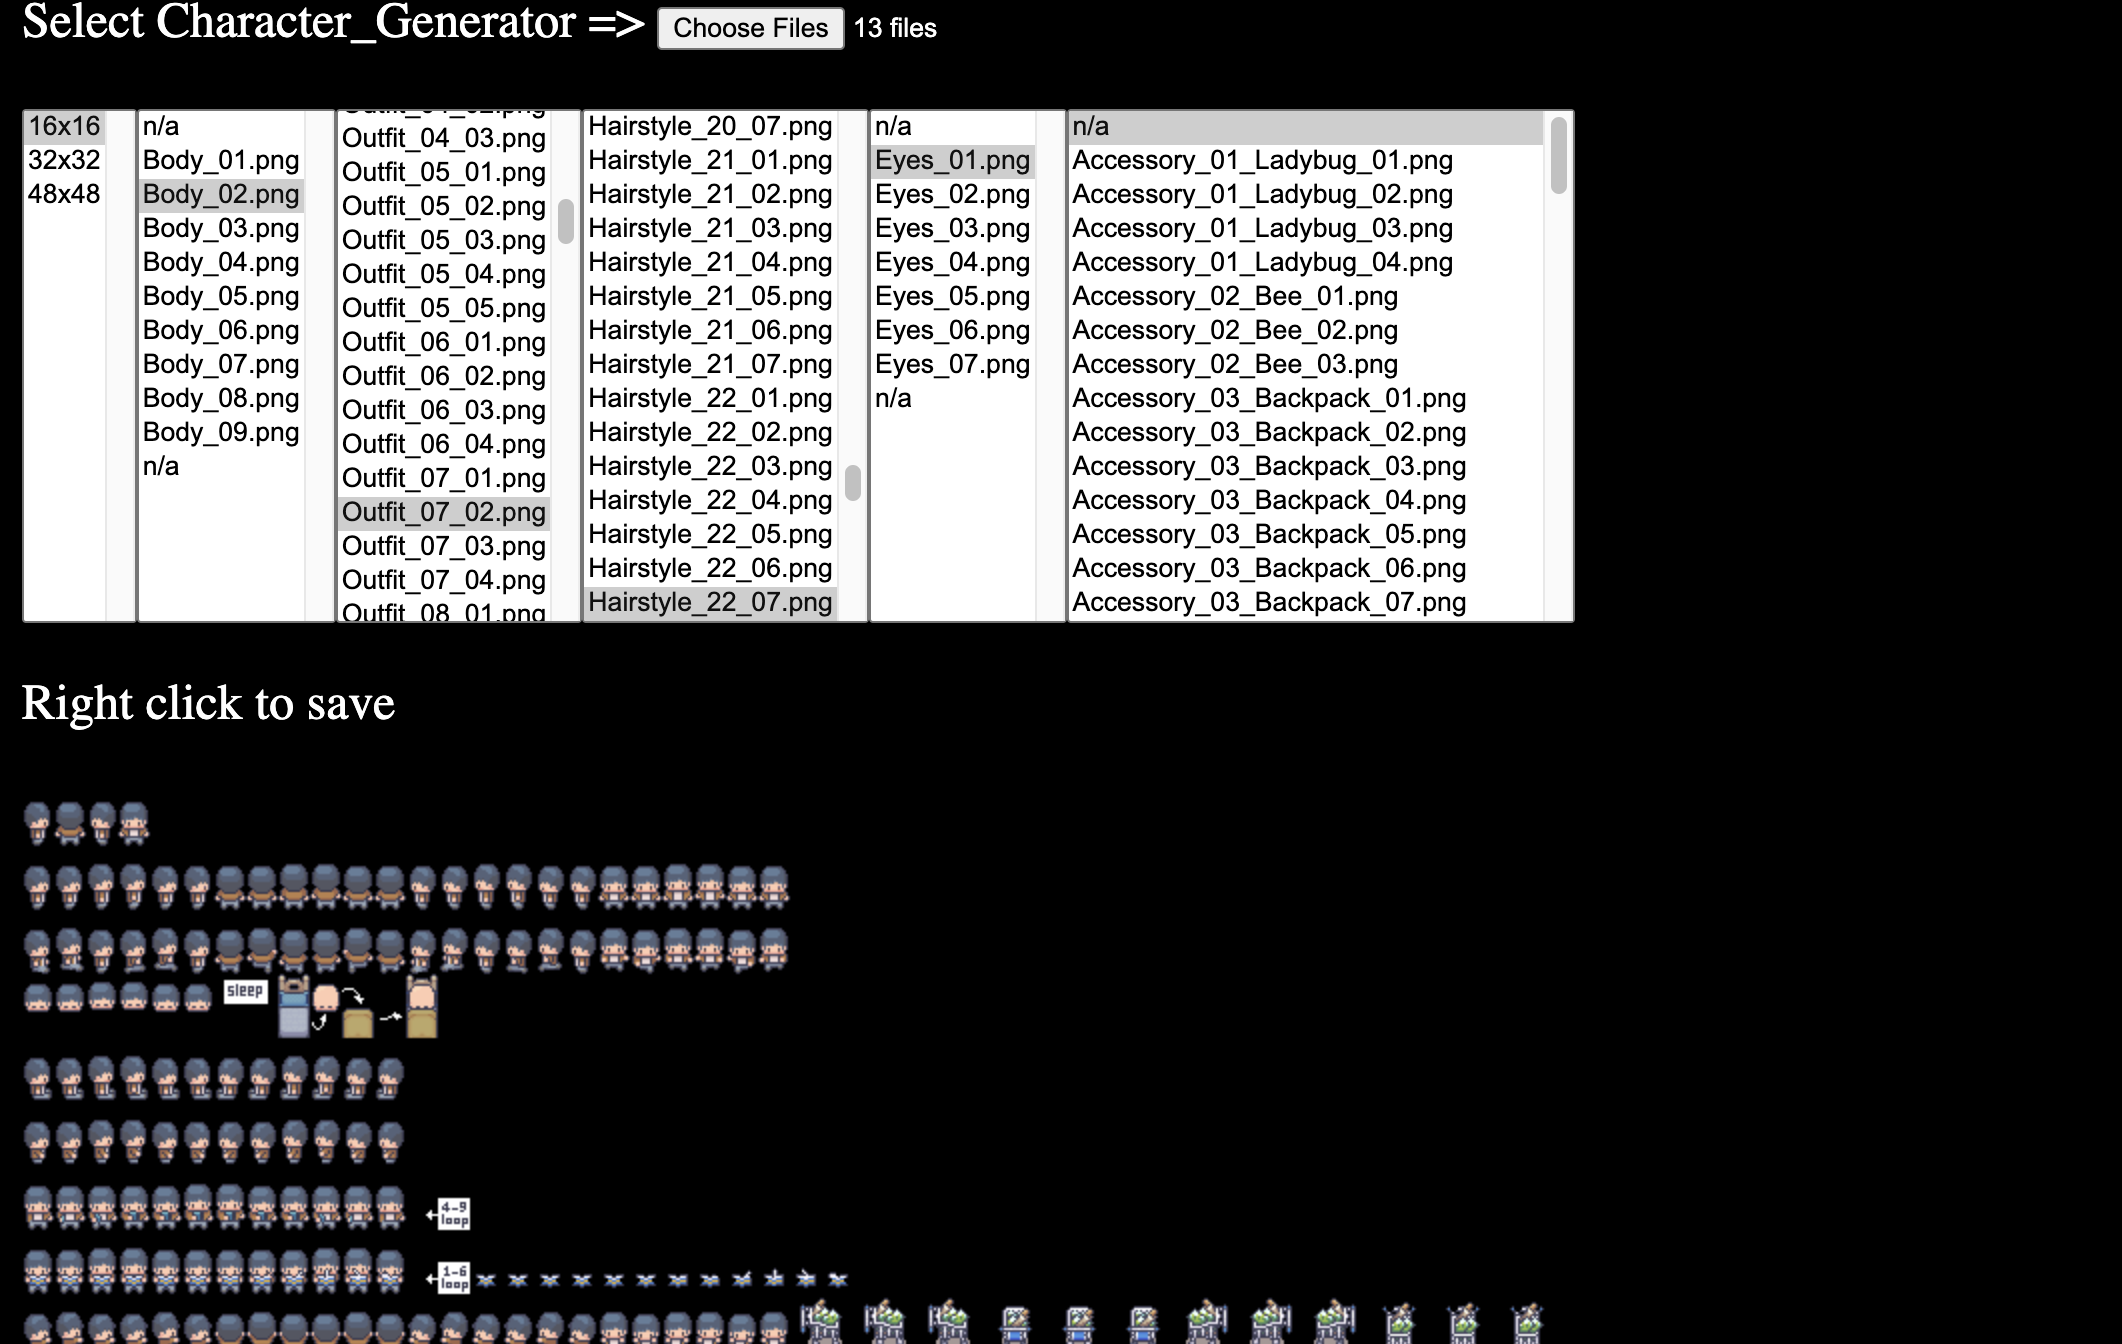 Select Character_Generator => Choose Files 13 files
16x16
32x32
48x48
n/a
Body_01.png
Body_02.png
Body_03.png
Body_04.png
Body_05.png
Body_06.png
Body_07.png
Body_08.png
Body_09.png
n/a
Outfit_04_03.png
Outfit_05_01.png
Outfit_05_02.png
Outfit_05_03.png
Outfit_05_04.png
Outfit_05_05.png
Outfit_06_01.png
Outfit_06_02.png
Outfit_06_03.png
Outfit_06_04.png
Outfit_07_01.png
Outfit_07_02.png
Outfit_07_03.png
Outfit_07_04.png
Outfit_08_01.png
Hairstyle_20_07.png
Hairstyle_21_01.png
Hairstyle_21_02.png
Hairstyle_21_03.png
Hairstyle_21_04.png
Hairstyle_21_05.png
Hairstyle_21_06.png
Hairstyle_21_07.png
Hairstyle_22_01.png
Hairstyle_22_02.png
Hairstyle_22_03.png
Hairstyle_22_04.png
Hairstyle_22_05.png
Hairstyle_22_06.png
Hairstyle_22_07.png
n/a
Eyes_01.png
Eyes_02.png
Eyes_03.png
Eyes_04.png
Eyes_05.png
Eyes_06.png
Eyes_07.png
n/a
n/a
Accessory_01_Ladybug_01.png
Accessory_01_Ladybug_02.png
Accessory_01_Ladybug_03.png
Accessory_01_Ladybug_04.png
Accessory_02_Bee_01.png
Accessory_02_Bee_02.png
Accessory_02_Bee_03.png
Accessory_03_Backpack_01.png
Accessory_03_Backpack_02.png
Accessory_03_Backpack_03.png
Accessory_03_Backpack_04.png
Accessory_03_Backpack_05.png
Accessory_03_Backpack_06.png
Accessory_03_Backpack_07.png
Right click to save
sleep
4-9
loop
1-6
loop